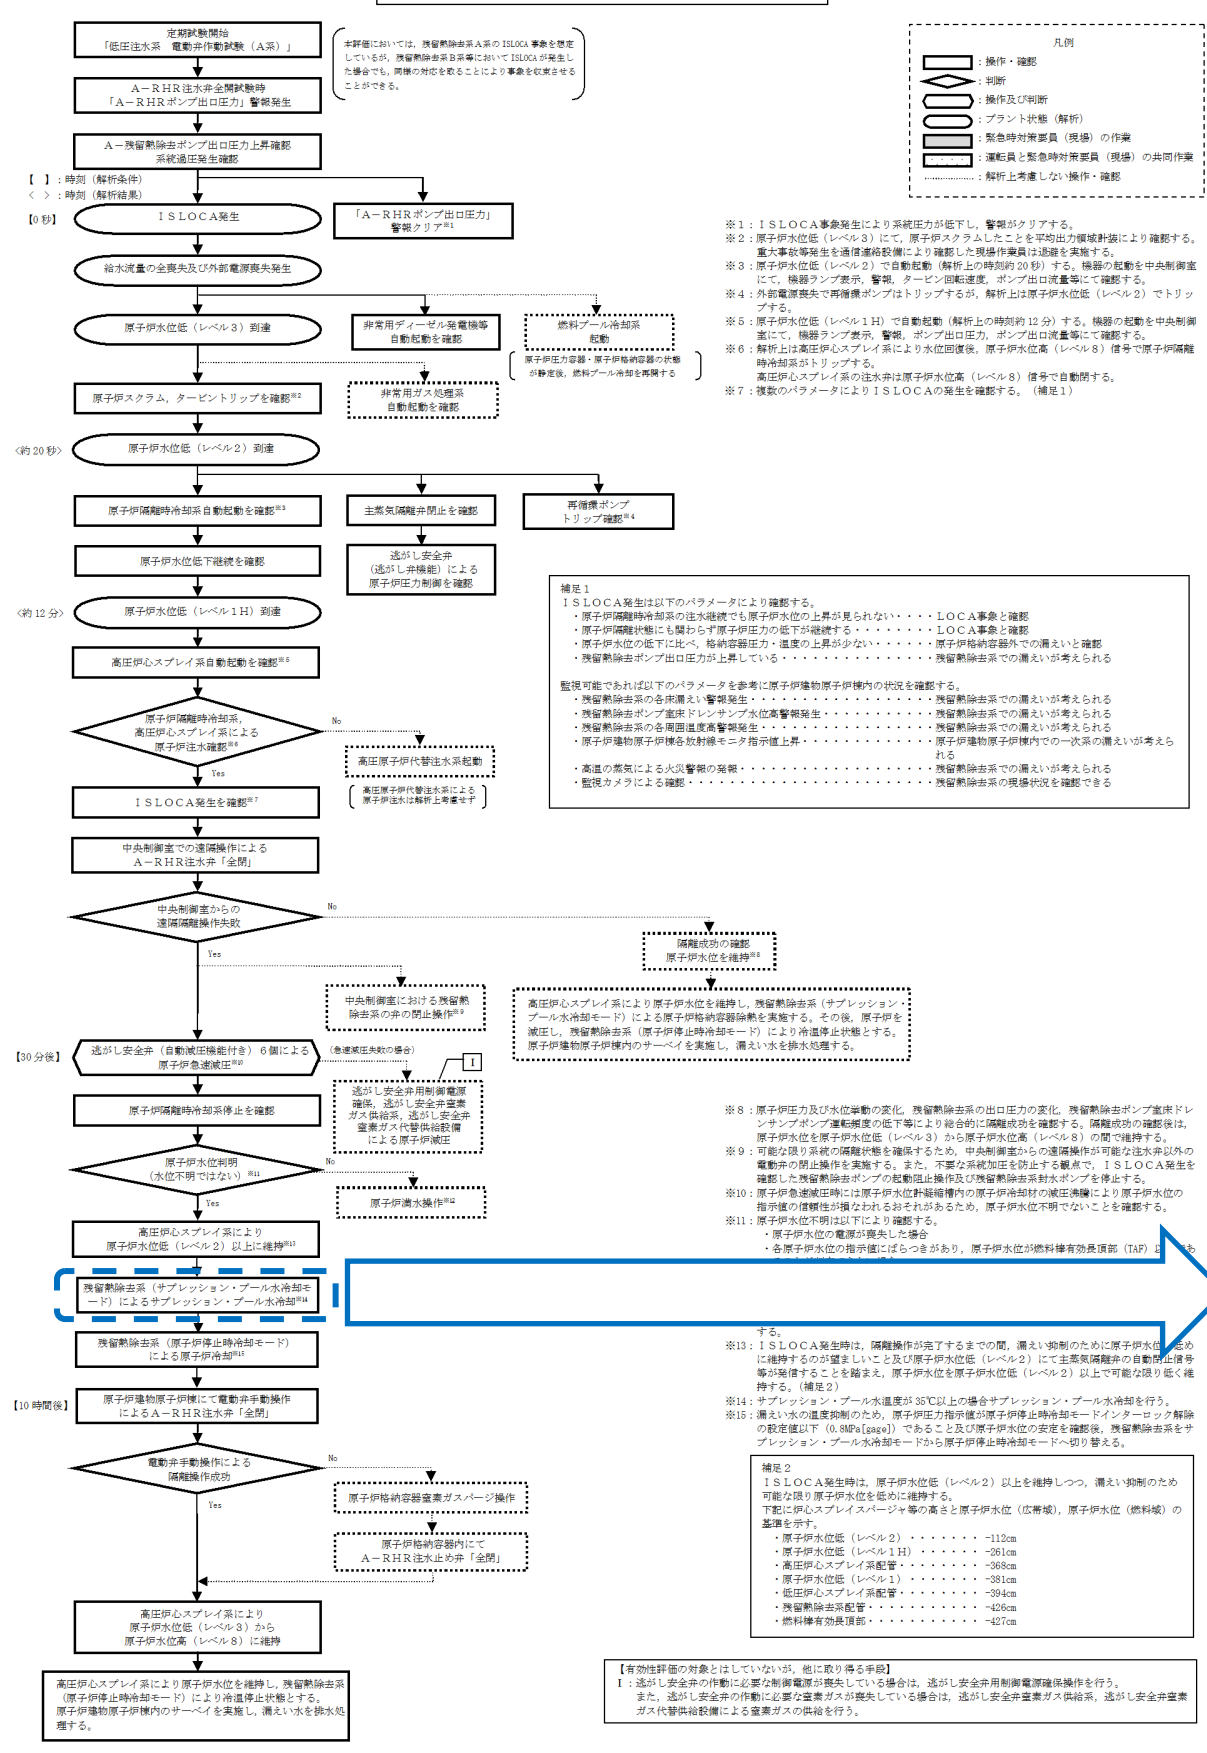 定期試験開始
「低圧注水系　電動弁作動試験（A系）」
本評価においては，残留熱除去系A系のISLOCA事象を想定
しているが，残留熱除去系B系等においてISLOCAが発生し
た場合でも，同様の対応を取ることにより事象を収束させる
ことができる。
A－RHR注水弁全開試験時
「A－RHRポンプ出口圧力」警報発生
A－残留熱除去ポンプ出口圧力上昇確認
系統過圧発生確認
【　】：時刻（解析条件）
＜　＞：時刻（解析結果）
【0秒】
ISLOCA発生
「A－RHRポンプ出口圧力」
警報クリア※1
給水流量の全喪失及び外部電源喪失発生
原子炉水位低（レベル3）到達
非常用ディーゼル発電機等
自動起動を確認
燃料プール冷却系
起動
原子炉圧力容器・原子炉格納容器の状態
が静定後，燃料プール冷却を再開する
原子炉スクラム，タービントリップを確認※2
非常用ガス処理系
自動起動を確認
＜約20秒＞
原子炉水位低（レベル2）到達
原子炉隔離時冷却系自動起動を確認※3
主蒸気隔離弁閉止を確認
再循環ポンプ
トリップ確認※4
原子炉水位低下継続を確認
逃がし安全弁
（逃がし弁機能）による
原子炉圧力制御を確認
＜約12分＞
原子炉水位低（レベル1H）到達
高圧炉心スプレイ系自動起動を確認※5
原子炉隔離時冷却系，
高圧炉心スプレイ系による
原子炉注水確認※6
No
Yes
高圧原子炉代替注水系起動
高圧原子炉代替注水系による
原子炉注水は解析上考慮せず
ISLOCA発生を確認※7
中央制御室での遠隔操作による
A－RHR注水弁「全閉」
中央制御室からの
遠隔隔離操作失敗
No
Yes
隔離成功の確認
原子炉水位を維持※8
中央制御室における残留熱
除去系の弁の閉止操作※9
高圧炉心スプレイ系により原子炉水位を維持し，残留熱除去系（サプレッション・
プール水冷却モード）による原子炉格納容器除熱を実施する。その後，原子炉を
減圧し，残留熱除去系（原子炉停止時冷却モード）により冷温停止状態とする。
原子炉建物原子炉棟内のサーベイを実施し，漏えい水を排水処理する。
【30分後】
逃がし安全弁（自動減圧機能付き）6個による
原子炉急速減圧※10
（急速減圧失敗の場合）
I
逃がし安全弁用制御電源
確保，逃がし安全弁窒素
ガス供給系，逃がし安全弁
窒素ガス代替供給設備
による原子炉減圧
原子炉隔離時冷却系停止を確認
原子炉水位判明
（水位不明ではない）※11
No
Yes
原子炉満水操作※12
高圧炉心スプレイ系により
原子炉水位低（レベル2）以上に維持※13
残留熱除去系（サプレッション・プール水冷却モ
ード）によるサプレッション・プール水冷却※14
残留熱除去系（原子炉停止時冷却モード）
による原子炉冷却※15
【10時間後】
原子炉建物原子炉棟にて電動弁手動操作
によるA－RHR注水弁「全閉」
電動弁手動操作による
隔離操作成功
No
Yes
原子炉格納容器窒素ガスパージ操作
原子炉格納容器内にて
A－RHR注水止め弁「全閉」
高圧炉心スプレイ系により
原子炉水位低（レベル3）から
原子炉水位高（レベル8）に維持
高圧炉心スプレイ系により原子炉水位を維持し，残留熱除去系
（原子炉停止時冷却モード）により冷温停止状態とする。
原子炉建物原子炉棟内のサーベイを実施し，漏えい水を排水処
理する。
凡例
：操作・確認
：判断
：操作及び判断
：プラント状態（解析）
：緊急時対策要員（現場）の作業
：運転員と緊急時対策要員（現場）の共同作業
：解析上考慮しない操作・確認
※1：ISLOCA事象発生により系統圧力が低下し，警報がクリアする。
※2：原子炉水位低（レベル3）にて，原子炉スクラムしたことを平均出力領域計装により確認する。
重大事故等発生を通信連絡設備により確認した現場作業員は退避を実施する。
※3：原子炉水位低（レベル2）で自動起動（解析上の時刻約20秒）する。機器の起動を中央制御室
にて，機器ランプ表示，警報，タービン回転速度，ポンプ出口流量等にて確認する。
※4：外部電源喪失で再循環ポンプはトリップするが，解析上は原子炉水位低（レベル2）でトリッ
プする。
※5：原子炉水位低（レベル1H）で自動起動（解析上の時刻約12分）する。機器の起動を中央制御
室にて，機器ランプ表示，警報，ポンプ出口圧力，ポンプ出口流量等にて確認する。
※6：解析上は高圧炉心スプレイ系により水位回復後，原子炉水位高（レベル8）信号で原子炉隔離
時冷却系がトリップする。
高圧炉心スプレイ系の注水弁は原子炉水位高（レベル8）信号で自動閉する。
※7：複数のパラメータによりISLOCAの発生を確認する。（補足1）
補足1
ISLOCA発生は以下のパラメータにより確認する。
・原子炉隔離時冷却系の注水継続でも原子炉水位の上昇が見られない・・・・LOCA事象と確認
・原子炉隔離状態にも関わらず原子炉圧力の低下が継続する・・・・・・・・LOCA事象と確認
・原子炉水位の低下に比べ，格納容器圧力・温度の上昇が少ない・・・・・・原子炉格納容器外での漏えいと確認
・残留熱除去ポンプ出口圧力が上昇している・・・・・・・・・・・・・・・残留熱除去系での漏えいが考えられる
監視可能であれば以下のパラメータを参考に原子炉建物原子炉棟内の状況を確認する。
・残留熱除去系の各床漏えい警報発生・・・・・・・・・・・・・・・・・・残留熱除去系での漏えいが考えられる
・残留熱除去ポンプ室床ドレンサンプ水位高警報発生・・・・・・・・・・・残留熱除去系での漏えいが考えられる
・残留熱除去系の各周囲温度高警報発生・・・・・・・・・・・・・・・・・残留熱除去系での漏えいが考えられる
・原子炉建物原子炉棟各放射線モニタ指示値上昇・・・・・・・・・・・・・原子炉建物原子炉棟内での一次系の漏えいが考えら
れる
・高温の蒸気による火災警報の発報・・・・・・・・・・・・・・・・・・・残留熱除去系での漏えいが考えられる
・監視カメラによる確認・・・・・・・・・・・・・・・・・・・・・・・・残留熱除去系の現場状況を確認できる
※8：原子炉圧力及び水位挙動の変化，残留熱除去系の出口圧力の変化，残留熱除去ポンプ室床ドレ
ンサンプポンプ運転頻度の低下等により総合的に隔離成功を確認する。隔離成功の確認後は，
原子炉水位を原子炉水位低（レベル3）から原子炉水位高（レベル8）の間で維持する。
※9：可能な限り系統の隔離状態を確保するため，中央制御室からの遠隔操作が可能な注水弁以外の
電動弁の閉止操作を実施する。また，不要な系統加圧を防止する観点で，ISLOCA発生を
確認した残留熱除去ポンプの起動阻止操作及び残留熱除去系封水ポンプを停止する。
※10：原子炉急速減圧時には原子炉水位計凝縮槽内の原子炉冷却材の減圧沸騰により原子炉水位の
指示値の信頼性が損なわれるおそれがあるため，原子炉水位不明でないことを確認する。
※11：原子炉水位不明は以下により確認する。
・原子炉水位の電源が喪失した場合
・各原子炉水位の指示値にばらつきがあり，原子炉水位が燃料棒有効長頂部（TAF）以
する。
※13：ISLOCA発生時は，隔離操作が完了するまでの間，漏えい抑制のために原子炉水位 低め
に維持するのが望ましいこと及び原子炉水位低（レベル2）にて主蒸気隔離弁の自動閉止信号
等が発信することを踏まえ，原子炉水位を原子炉水位低（レベル2）以上で可能な限り低く維
持する。（補足2）
※14：サプレッション・プール水温度が35℃以上の場合サプレッション・プール水冷却を行う。
※15：漏えい水の温度抑制のため，原子炉圧力指示値が原子炉停止時冷却モードインターロック解除
の設定値以下（0.8MPa[gage]）であること及び原子炉水位の安定を確認後，残留熱除去系をサ
プレッション・プール水冷却モードから原子炉停止時冷却モードへ切り替える。
補足2
ISLOCA発生時は，原子炉水位低（レベル2）以上を維持しつつ，漏えい抑制のため
可能な限り原子炉水位を低めに維持する。
下記に炉心スプレイスパージャ等の高さと原子炉水位（広帯域），原子炉水位（燃料域）の
基準を示す。
・原子炉水位低（レベル2）・・・・・・・ -112cm
・原子炉水位低（レベル1H）・・・・・・ -261cm
・高圧炉心スプレイ系配管・・・・・・・・ -368cm
・原子炉水位低（レベル1）・・・・・・・ -381cm
・低圧炉心スプレイ系配管・・・・・・・・ -394cm
・残留熱除去系配管・・・・・・・・・・・ -426cm
・燃料棒有効長頂部・・・・・・・・・・・ -427cm
【有効性評価の対象とはしていないが，他に取り得る手段】
I：逃がし安全弁の作動に必要な制御電源が喪失している場合は，逃がし安全弁用制御電源確保操作を行う。
また，逃がし安全弁の作動に必要な窒素ガスが喪失している場合は，逃がし安全弁窒素ガス供給系，逃がし安全弁窒素
ガス代替供給設備による窒素ガスの供給を行う。